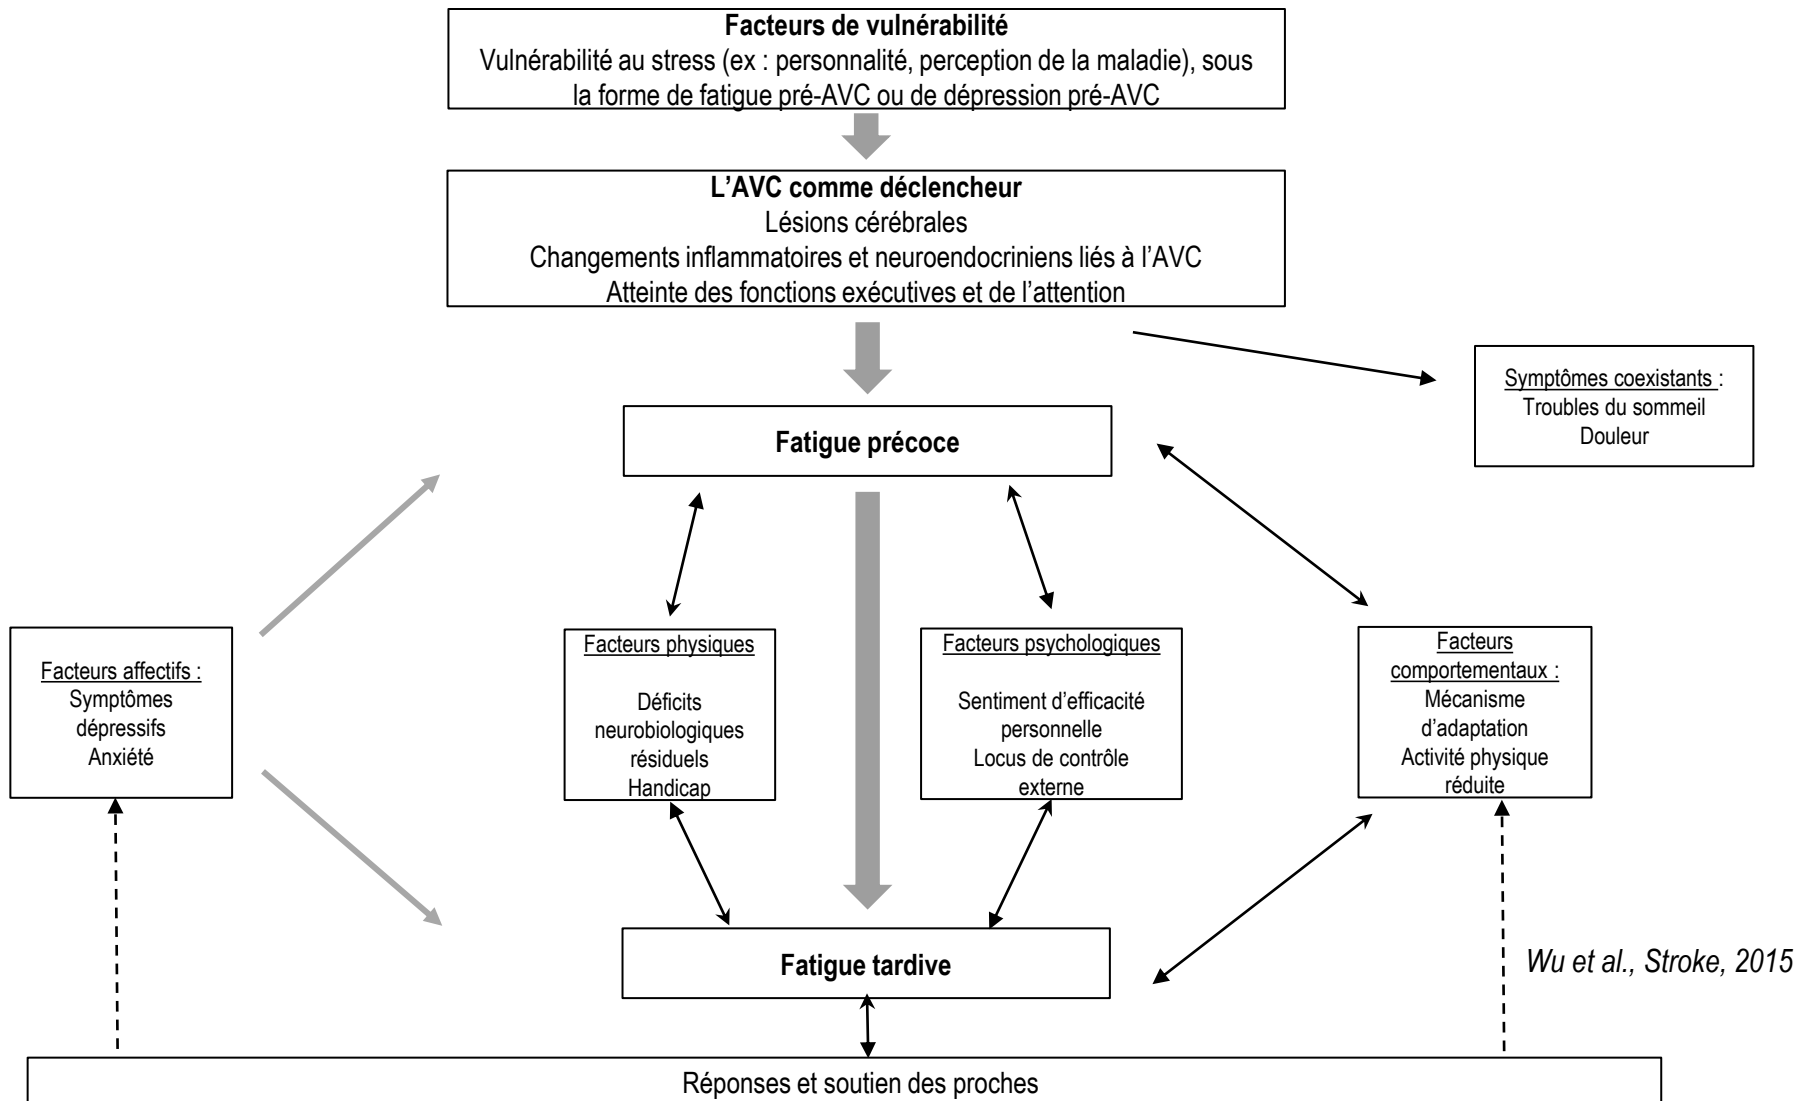 Facteurs de vulnérabilité
Vulnérabilité au stress (ex : personnalité, perception de la maladie), sous
la forme de fatigue pré-AVC ou de dépression pré-AVC
L’AVC comme déclencheur
Lésions cérébrales
Changements inflammatoires et neuroendocriniens liés à l’AVC
Atteinte des fonctions exécutives et de l’attention
Symptômes coexistants :
Troubles du sommeil
Douleur
Fatigue précoce
Facteurs affectifs :
Symptômes
dépressifs
Anxiété
Facteurs physiques
Déficits
neurobiologiques
résiduels
Handicap
Facteurs psychologiques
Sentiment d’efficacité
personnelle
Locus de contrôle
externe
Facteurs
comportementaux :
Mécanisme
d’adaptation
Activité physique
réduite
Fatigue tardive
Wu et al., Stroke, 2015
Réponses et soutien des proches